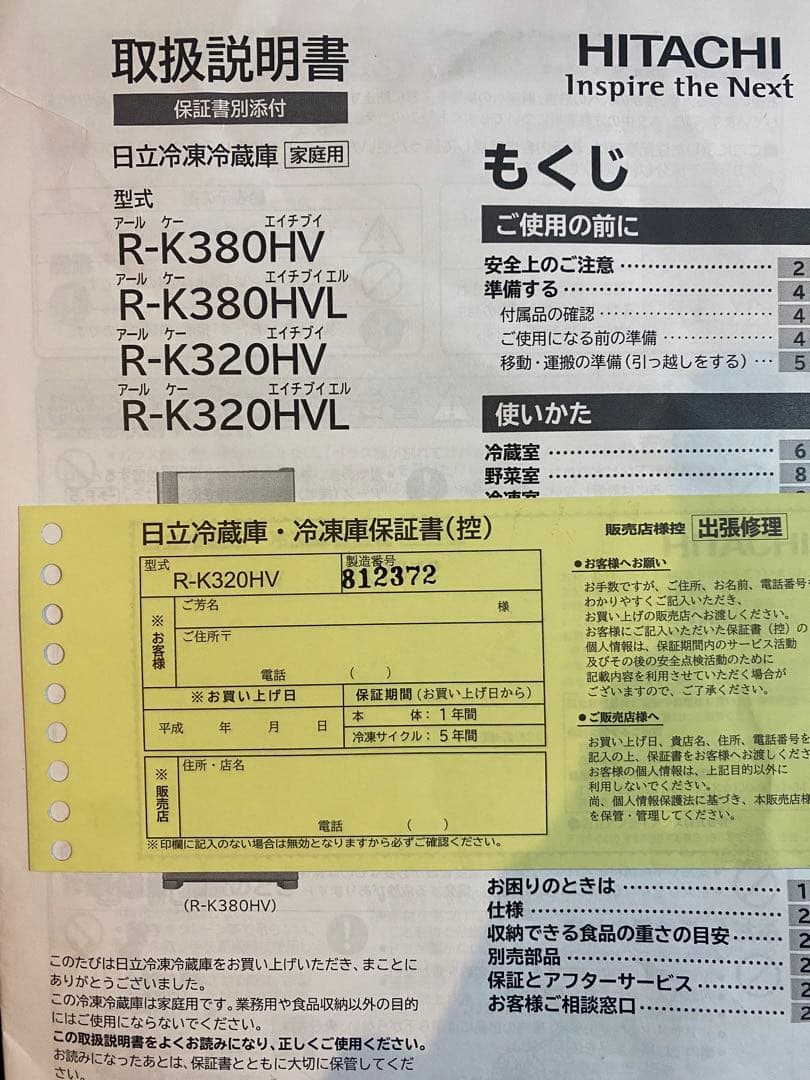 取扱説明書
保証書別添付
日立冷凍冷蔵庫 家庭用
型式
アール ケー エイチブイ
R-K380HV
アール ケー エイチブイエル
R-K380HVL
アール ケー エイチブイ
R-K320HV
アール ケー エイチブイエル
R-K320HVL
HITACHI
Inspire the Next
もくじ
ご使用の前に
安全上のご注意 2
準備する 4
付属品の確認 4
ご使用になる前の準備 4
移動・運搬の準備(引っ越しをする) 5
使いかた
冷蔵室 6
野菜室 8
冷凍室
日立冷蔵庫・冷凍庫保証書(控)
型式
R-K320HV
製造番号
812372
※お客様
ご芳名 様
ご住所〒
電話 ( )
※お買い上げ日
平成 年 月 日
保証期間(お買い上げ日から)
本 体:1年間
冷凍サイクル:5年間
※販売店
住所・店名
電話 ( )
※印欄に記入のない場合は無効となりますから必ずご確認ください。
販売店様控 出張修理
●お客様へお願い
お手数ですが、ご住所、お名前、電話番号を
わかりやすくご記入いただき、
お買い上げの販売店へお渡しください。
お客様にご記入いただいた保証書(控)の
個人情報は、保証期間内のサービス活動
及びその後の安全点検活動のために
記載内容を利用させていただく場合が
ございますので、ご了承ください。
●ご販売店様へ
お買い上げ日、貴店名、住所、電話番号を
記入の上、保証書をお客様へお渡しくださ
お客様の個人情報は、上記目的以外に
利用しないでください。
尚、個人情報保護法に基づき、本販売店様
を保管・管理してください。
(R-K380HV)
このたびは日立冷凍冷蔵庫をお買い上げいただき、まことに
ありがとうございました。
この冷凍冷蔵庫は家庭用です。業務用や食品収納以外の目的
にはご使用にならないでください。
この取扱説明書をよくお読みになり、正しくご使用ください。
お読みになったあとは、保証書とともに大切に保管してくだ
さい。
お困りのときは 1
仕様 2
収納できる食品の重さの目安 2
別売部品 2
保証とアフターサービス 2
お客様ご相談窓口 2